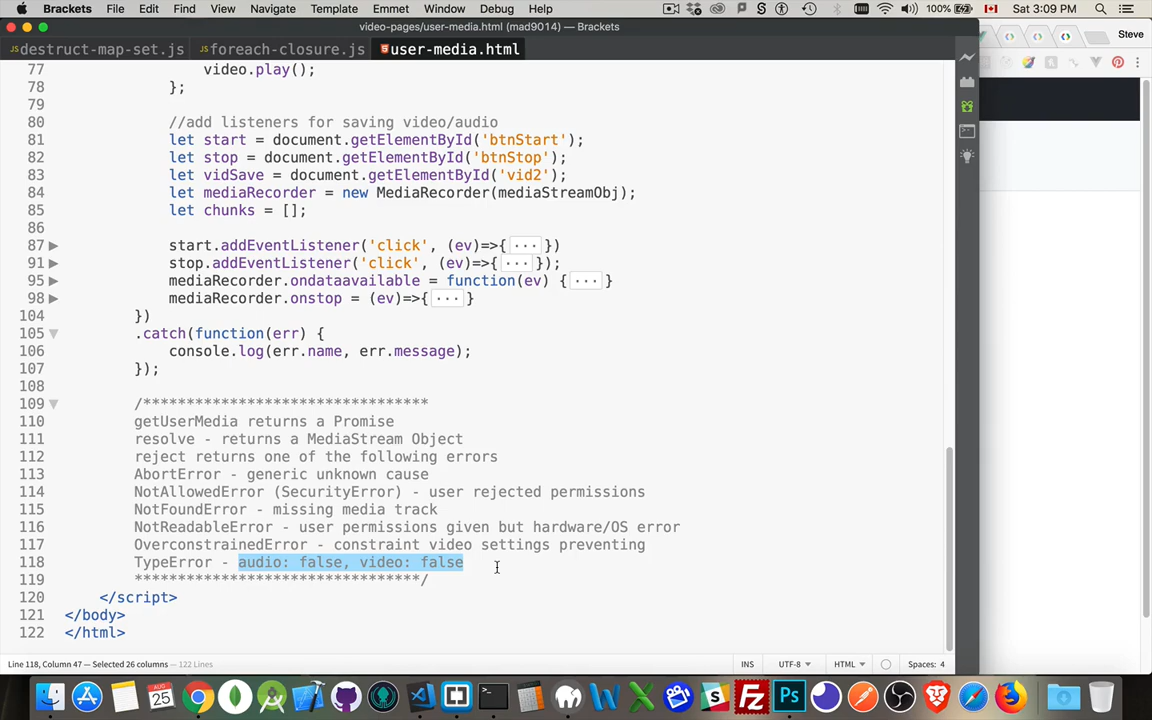 Brackets File Edit Find View Navigate Template Emmet Debug Window Help 100% Sat 3:09 PM
video-pages/user-media.html (mad9014) — Brackets
Steve
destruct-map-set.js foreach-closure.js user-media.html
77 video.play();
78 };
79
80 //add listeners for saving video/audio
81 let start = document.getElementById('btnStart');
82 let stop = document.getElementById('btnStop');
83 let vidSave = document.getElementById('vid2');
84 let mediaRecorder = new MediaRecorder(mediaStreamObj);
85 let chunks = [];
86
87 start.addEventListener('click', (ev)=>{ ··· })
91 stop.addEventListener('click', (ev)=>{ ··· });
95 mediaRecorder.ondataavailable = function(ev) { ··· }
98 mediaRecorder.onstop = (ev)=>{ ··· }
104 })
105 .catch(function(err) {
106 console.log(err.name, err.message);
107 });
108
109 /*********************************
110 getUserMedia returns a Promise
111 resolve - returns a MediaStream Object
112 reject returns one of the following errors
113 AbortError - generic unknown cause
114 NotAllowedError (SecurityError) - user rejected permissions
115 NotFoundError - missing media track
116 NotReadableError - user permissions given but hardware/OS error
117 OverconstrainedError - constraint video settings preventing
118 TypeError - audio: false, video: false
119 *********************************/
120 </script>
121 </body>
122 </html>
Line 118, Column 47 — Selected 26 columns — 122 Lines INS UTF-8 HTML Spaces: 4